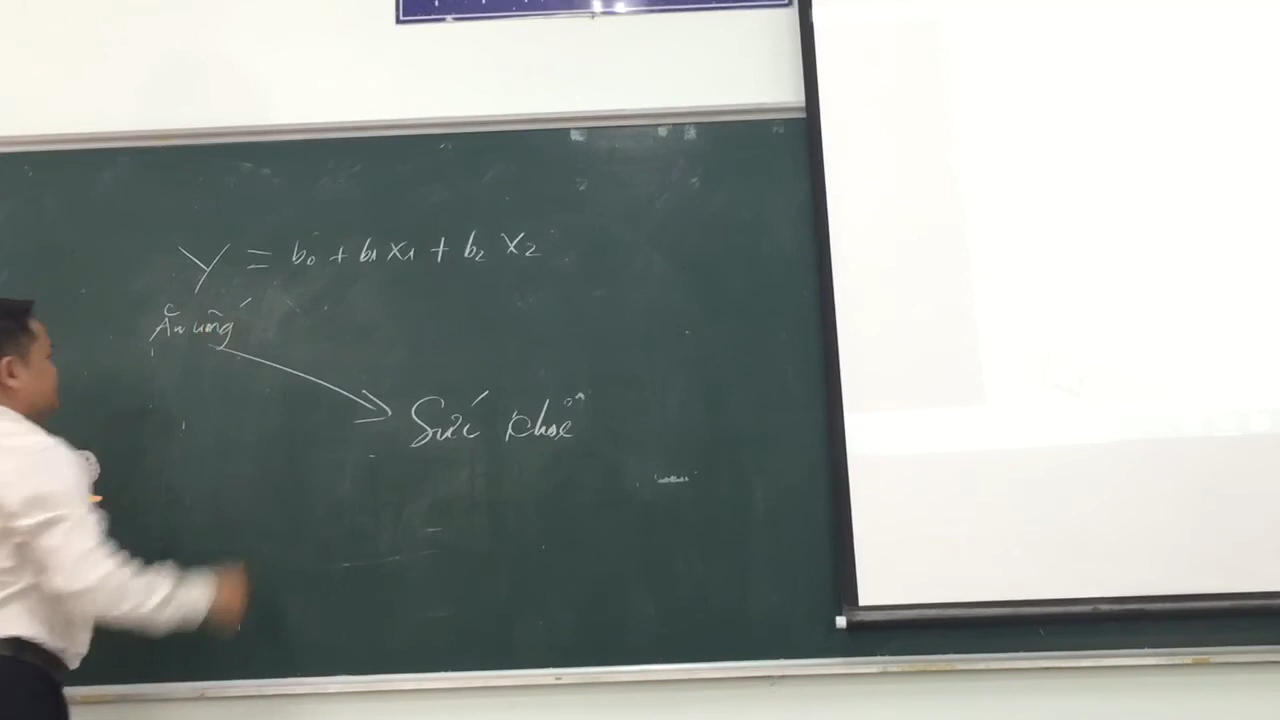 Y = b₀ + b₁ X₁ + b₂ X₂
Ăn uống
Sức khoẻ